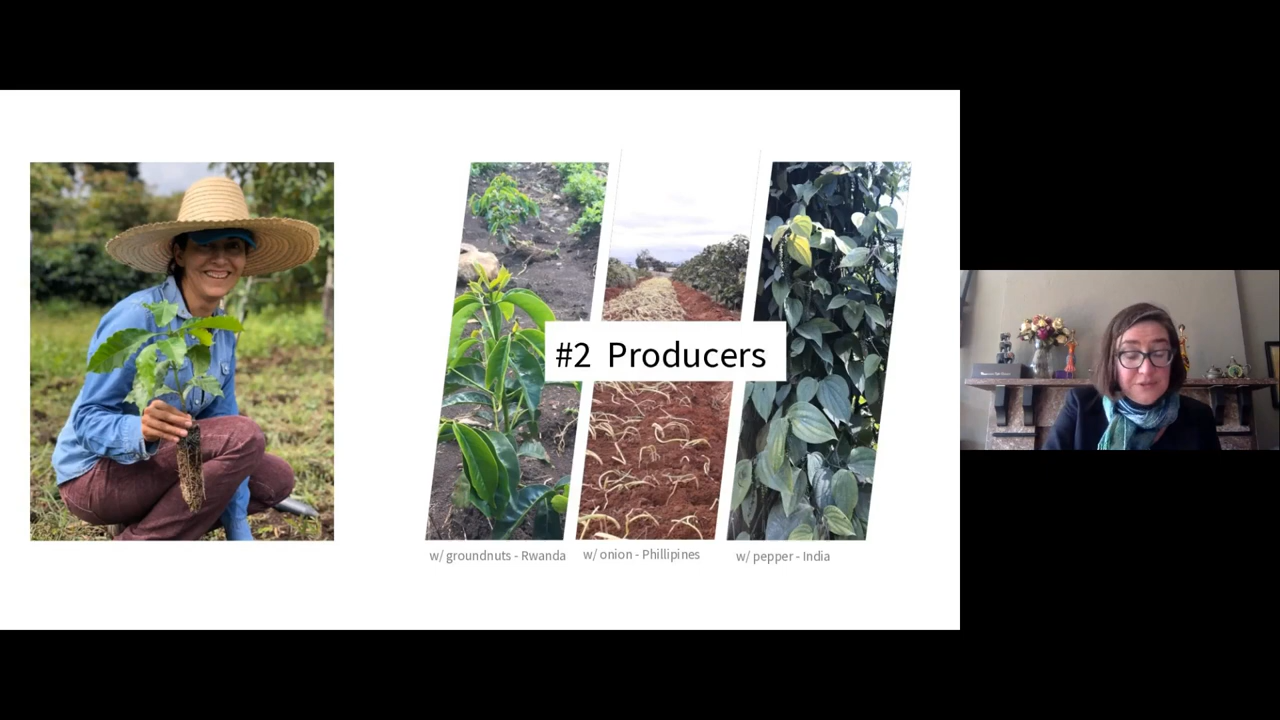 #2 Producers
w/ groundnuts - Rwanda
w/ onion - Phillipines
w/ pepper - India